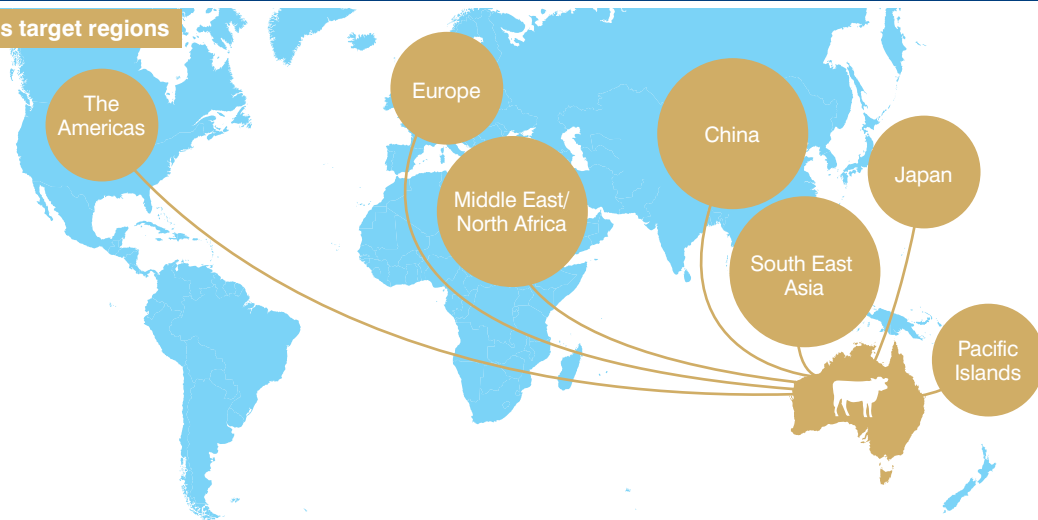 s target regions
The
Americas
Europe
Middle East/
North Africa
China
Japan
South East
Asia
Pacific
Islands